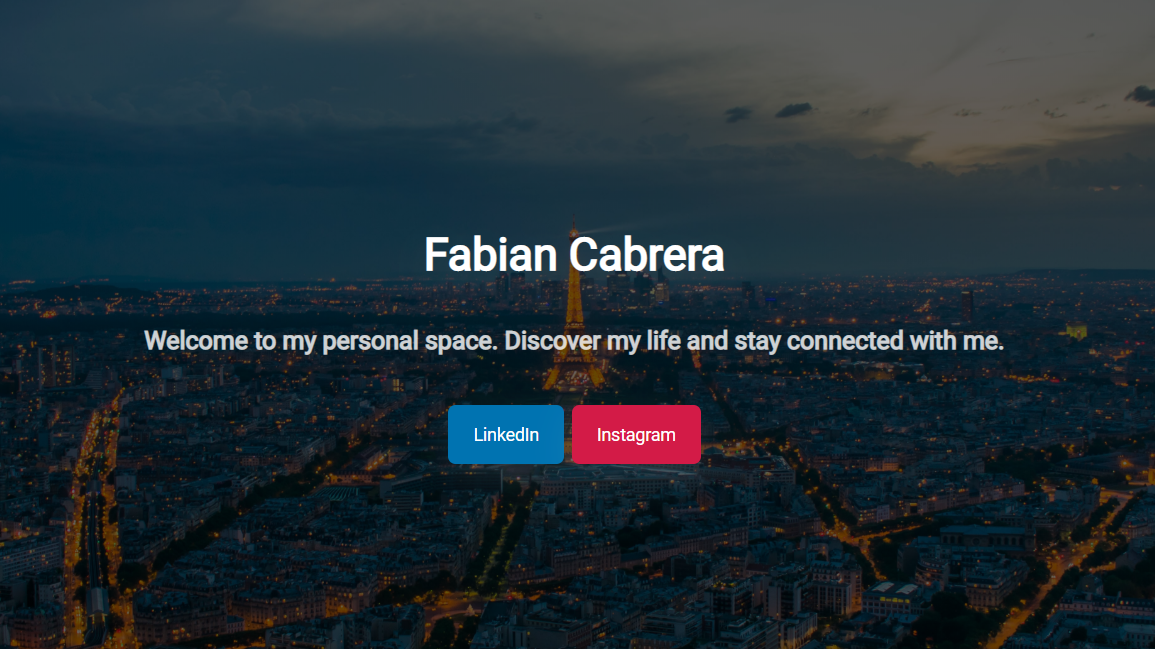 Fabian Cabrera
Welcome to my personal space. Discover my life and stay connected with me.
LinkedIn
Instagram